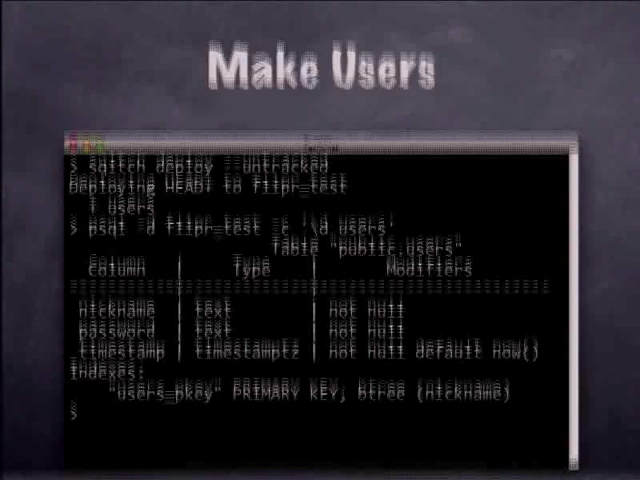 Make Users
> sqitch deploy --untracked
Deploying HEAD+ to flipr_test
+ users
> psql -d flipr_test -c '\d users'
Table "public.users"
Column | Type | Modifiers
nickname | text | not null
password | text | not null
timestamp | timestamptz | not null default now()
Indexes:
"users_pkey" PRIMARY KEY, btree (nickname)
>